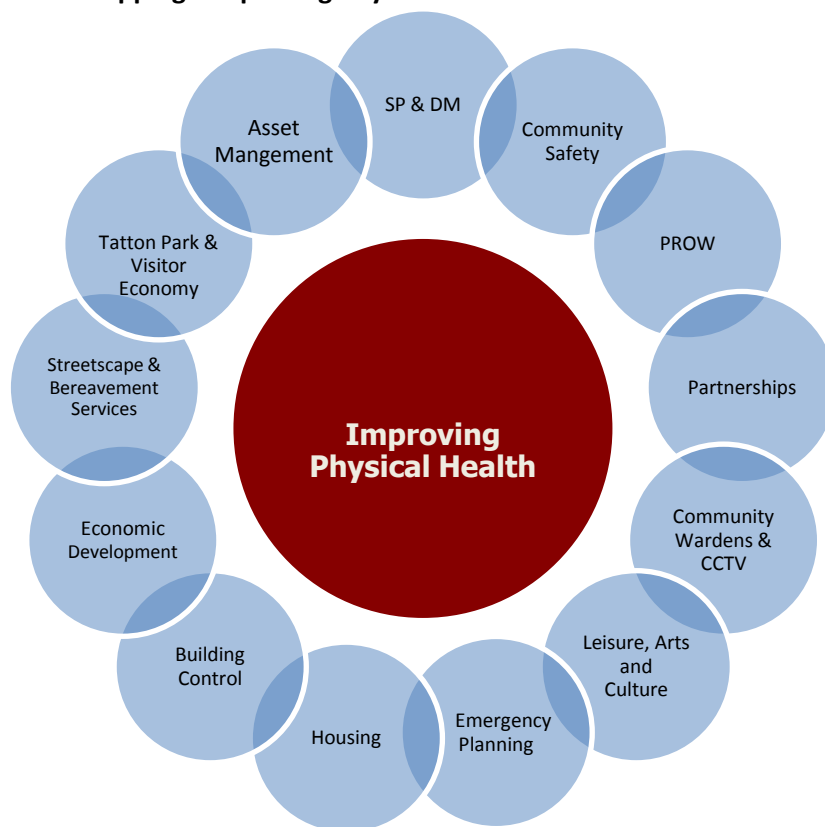 SP & DM
Community
Safety
PROW
Partnerships
Community
Wardens &
CCTV
Leisure, Arts
and
Culture
Emergency
Planning
Housing
Building
Control
Economic
Development
Streetscape &
Bereavement
Services
Tatton Park &
Visitor
Economy
Asset
Mangement
Improving
Physical Health